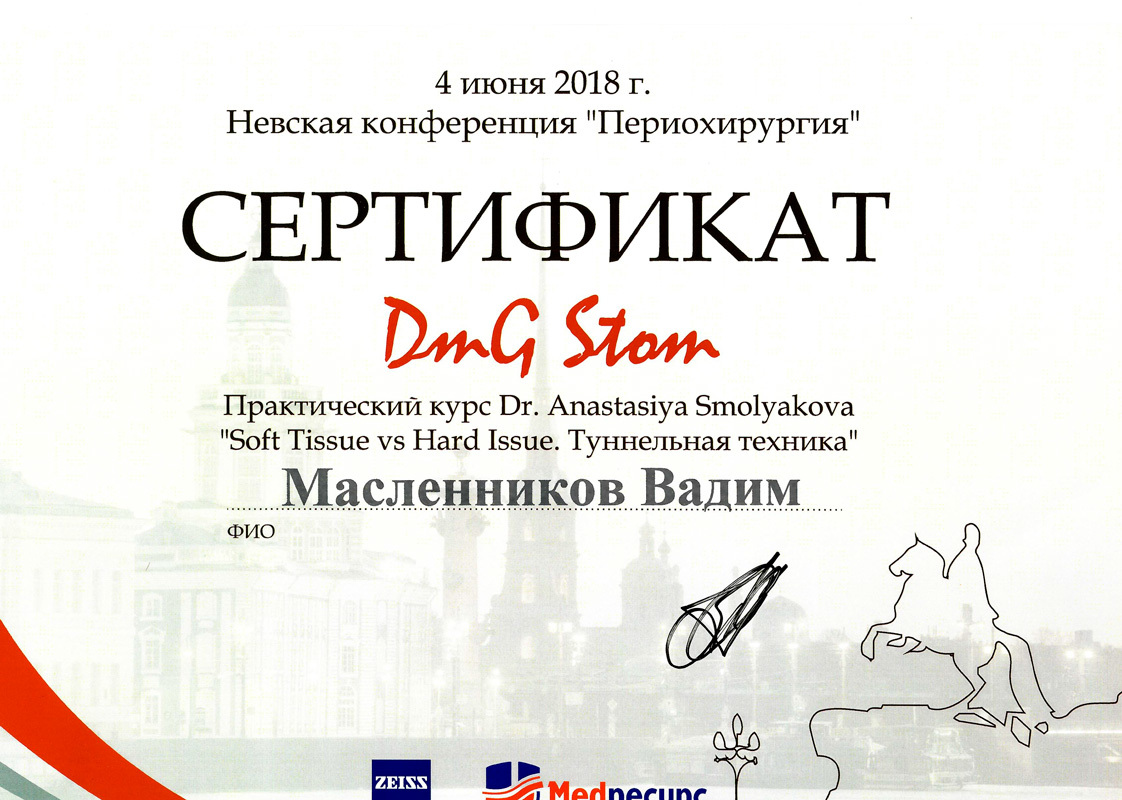 4 июня 2018 г.
Невская конференция "Периохирургия"
СЕРТИФИКАТ
DmG Stom
Практический курс Dr. Anastasiya Smolyakova
"Soft Tissue vs Hard Issue. Туннельная техника"
Масленников Вадим
ФИО
ZEISS
Medресурс